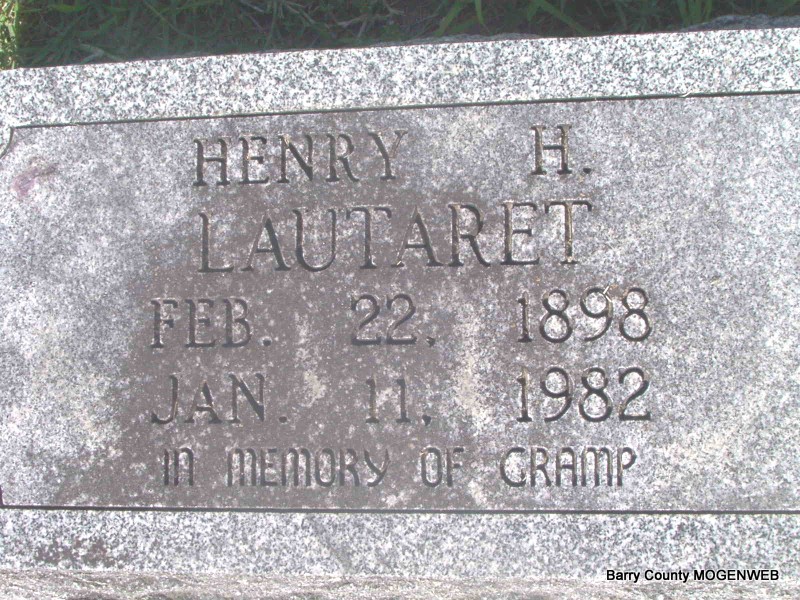 HENRY H.
LAUTARET
FEB. 22, 1898
JAN. 11, 1982
IN MEMORY OF GRAMP
Barry County MOGENWEB